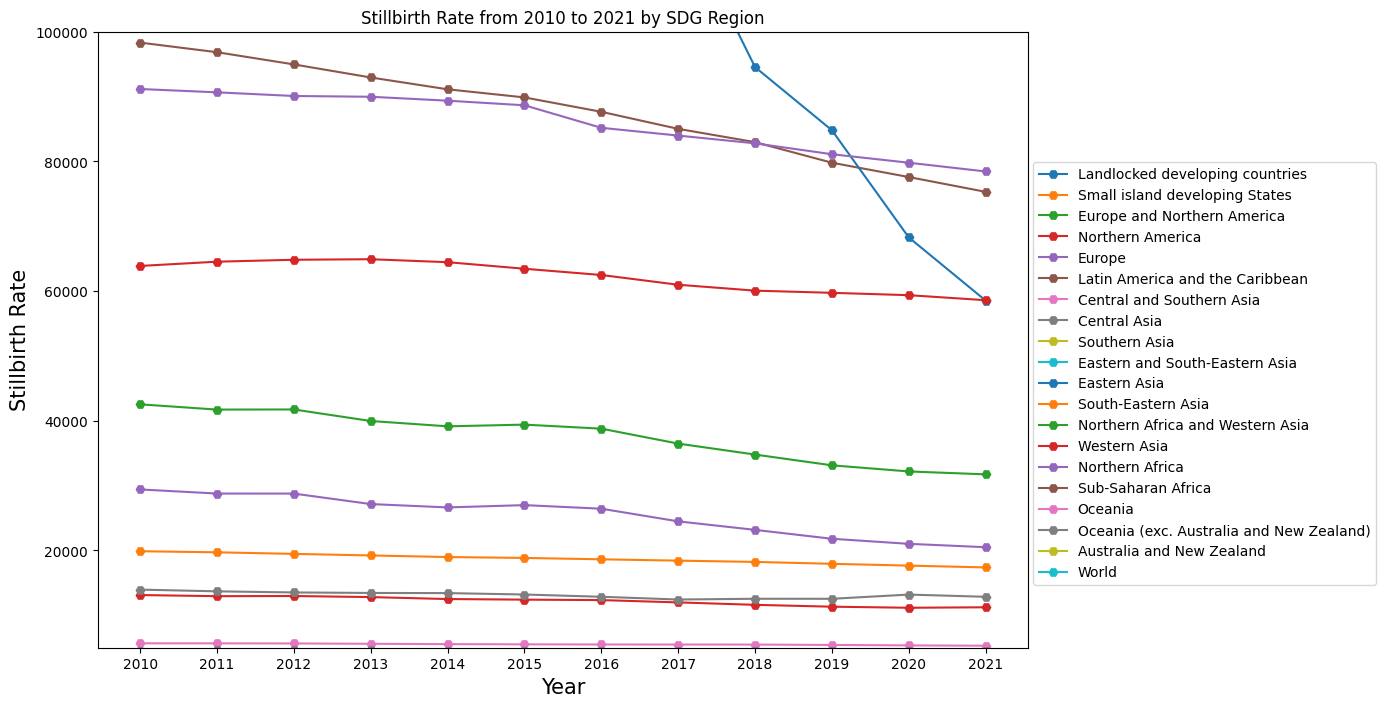 Stillbirth Rate from 2010 to 2021 by SDG Region
100000
80000
60000
40000
20000
Stillbirth Rate
2010 2011 2012 2013 2014 2015 2016 2017 2018 2019 2020 2021
Year
Landlocked developing countries
Small island developing States
Europe and Northern America
Northern America
Europe
Latin America and the Caribbean
Central and Southern Asia
Central Asia
Southern Asia
Eastern and South-Eastern Asia
Eastern Asia
South-Eastern Asia
Northern Africa and Western Asia
Western Asia
Northern Africa
Sub-Saharan Africa
Oceania
Oceania (exc. Australia and New Zealand)
Australia and New Zealand
World